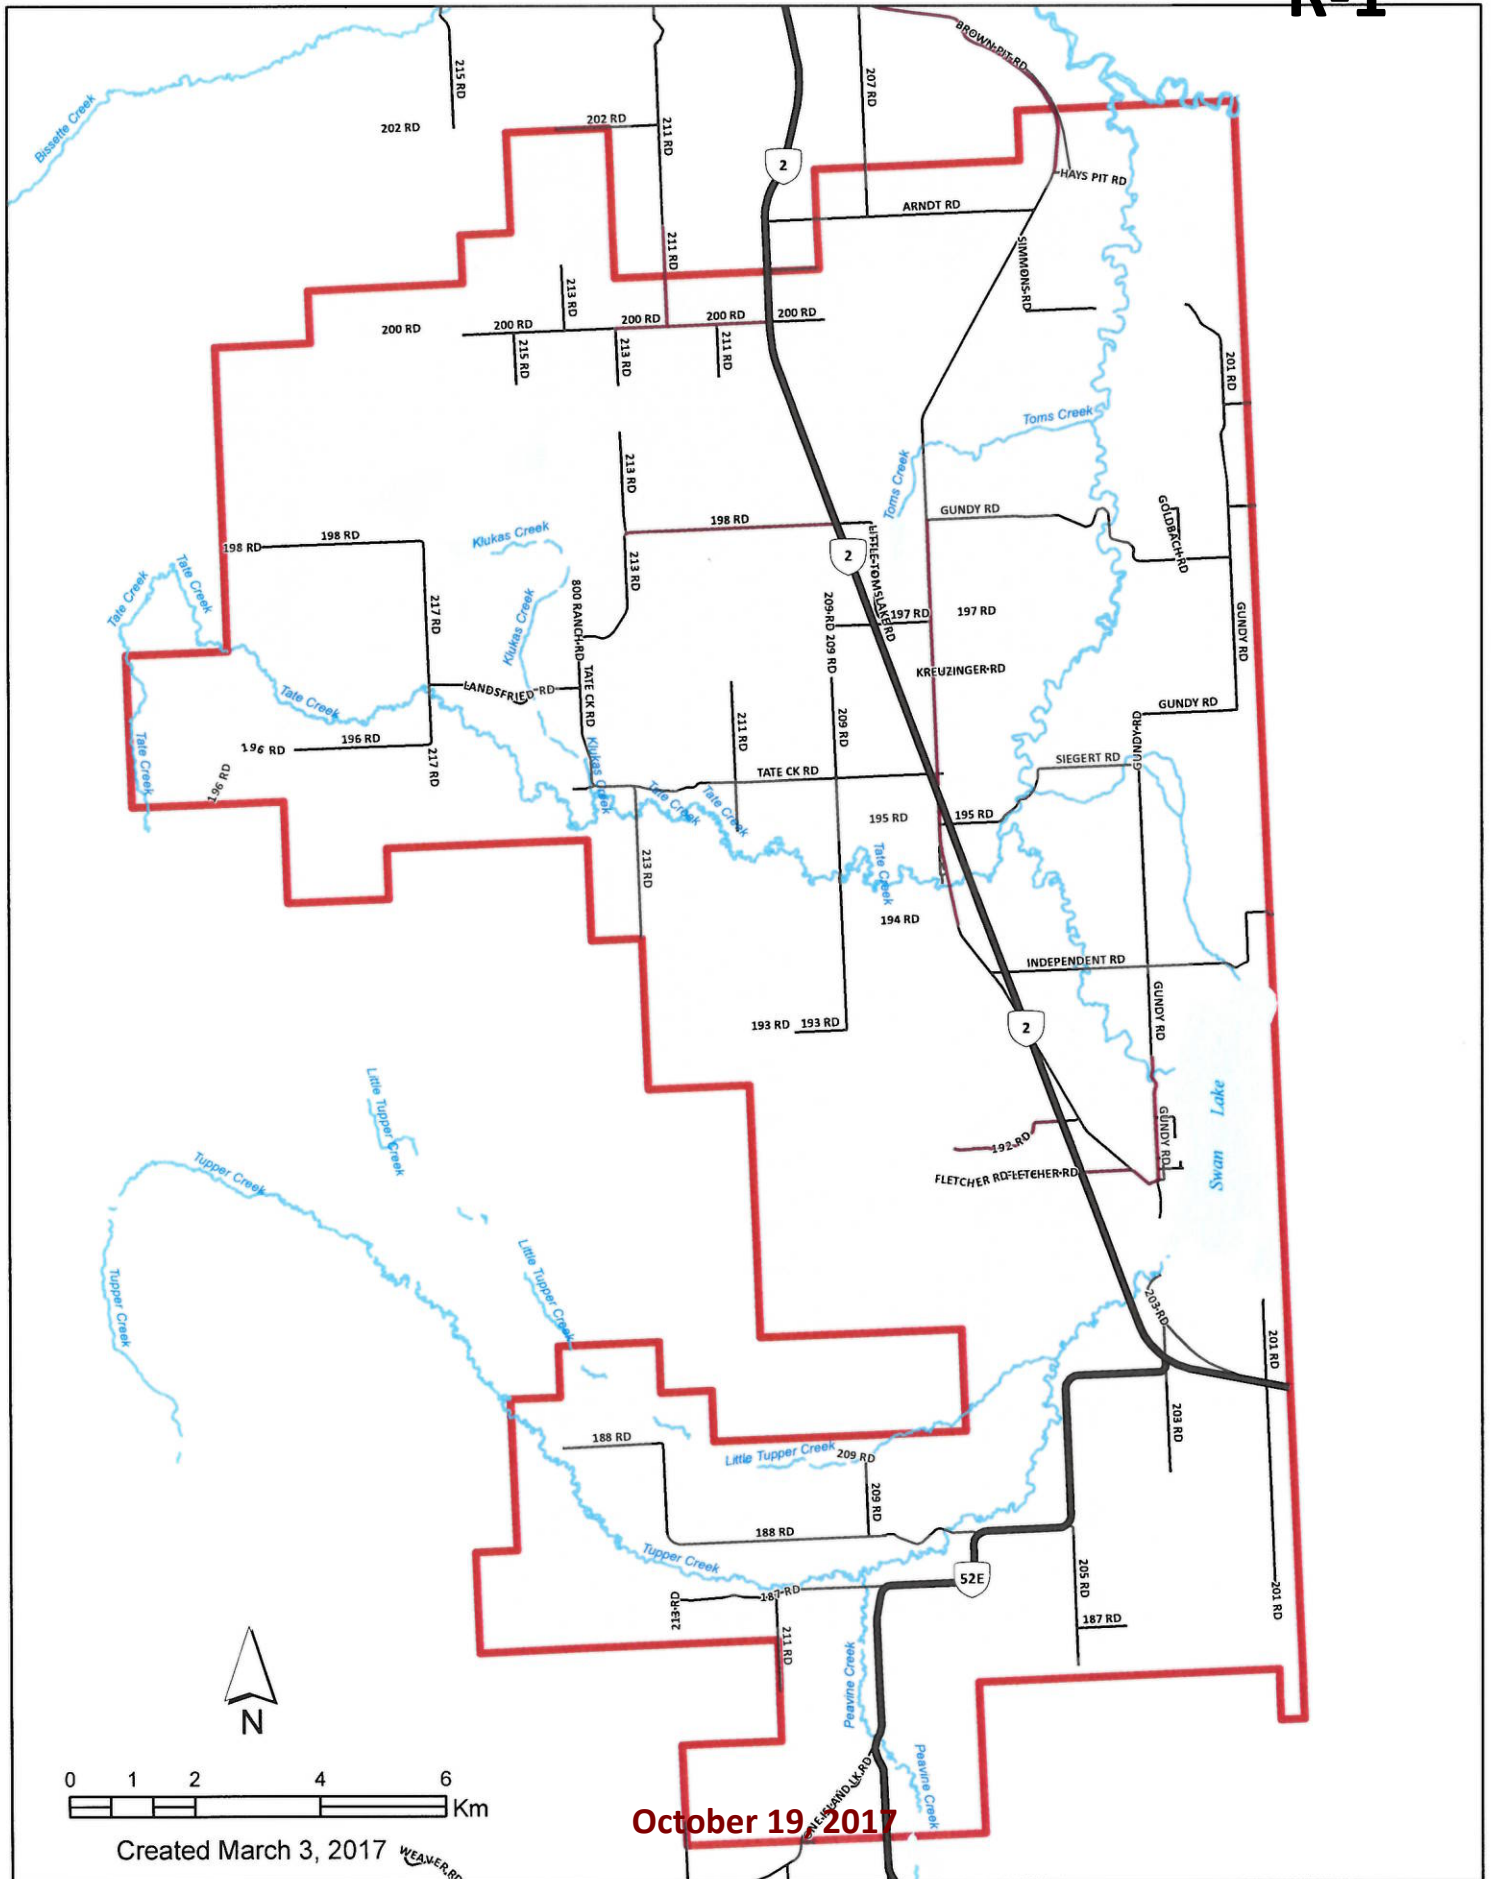 R-1
BROWN PIT RD
215 RD
207 RD
Bissette Creek
202 RD
202 RD
211 RD
2
HAYS PIT RD
ARNDT RD
211 RD
SIMMONS RD
213 RD
200 RD
200 RD
200 RD
200 RD
200 RD
215 RD
213 RD
211 RD
201 RD
Toms Creek
Toms Creek
213 RD
GUNDY RD
GOLDBACH RD
198 RD
198 RD
198 RD
Klukas Creek
2
LITTLE TOMSLAKE RD
213 RD
Tate Creek
Tate Creek
217 RD
Klukas Creek
800 RANCH RD
209 RD
209 RD
197 RD
197 RD
GUNDY RD
KREUZINGER RD
LANDSFRIED RD
TATE CK RD
Tate Creek
GUNDY RD
GUNDY RD
211 RD
209 RD
196 RD
196 RD
196 RD
217 RD
Tate Creek
Klukas Creek
TATE CK RD
SIEGERT RD
Tate Creek
Tate Creek
195 RD
195 RD
213 RD
Tate Creek
194 RD
INDEPENDENT RD
GUNDY RD
193 RD
193 RD
2
Little Tupper Creek
Swan Lake
GUNDY RD
192 RD
FLETCHER RD
FLETCHER RD
Tupper Creek
Tupper Creek
Little Tupper Creek
203 RD
201 RD
203 RD
188 RD
Little Tupper Creek
209 RD
209 RD
188 RD
Tupper Creek
52E
205 RD
201 RD
187 RD
213 RD
187 RD
211 RD
Peavine Creek
Peavine Creek
ONE ISLAND LK RD
N
0 1 2 4 6
Km
October 19, 2017
Created March 3, 2017
WEAVER RD